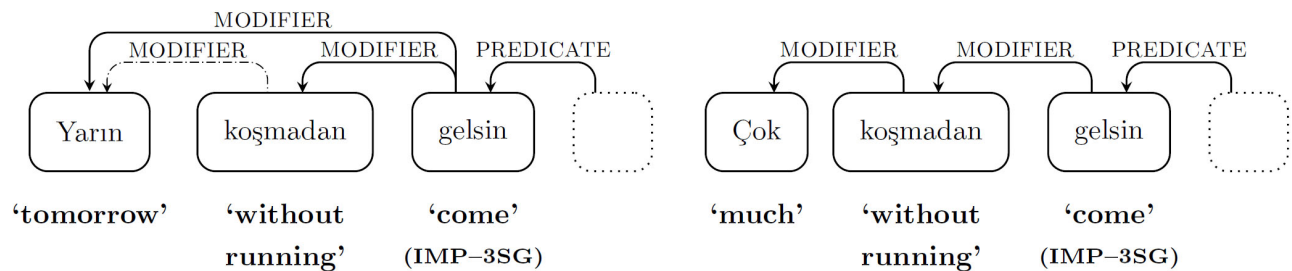 MODIFIER
MODIFIER MODIFIER PREDICATE
Yarın koşmadan gelsin
‘tomorrow’ ‘without ‘come’
running’ (IMP–3SG)
MODIFIER MODIFIER PREDICATE
Çok koşmadan gelsin
‘much’ ‘without ‘come’
running’ (IMP–3SG)